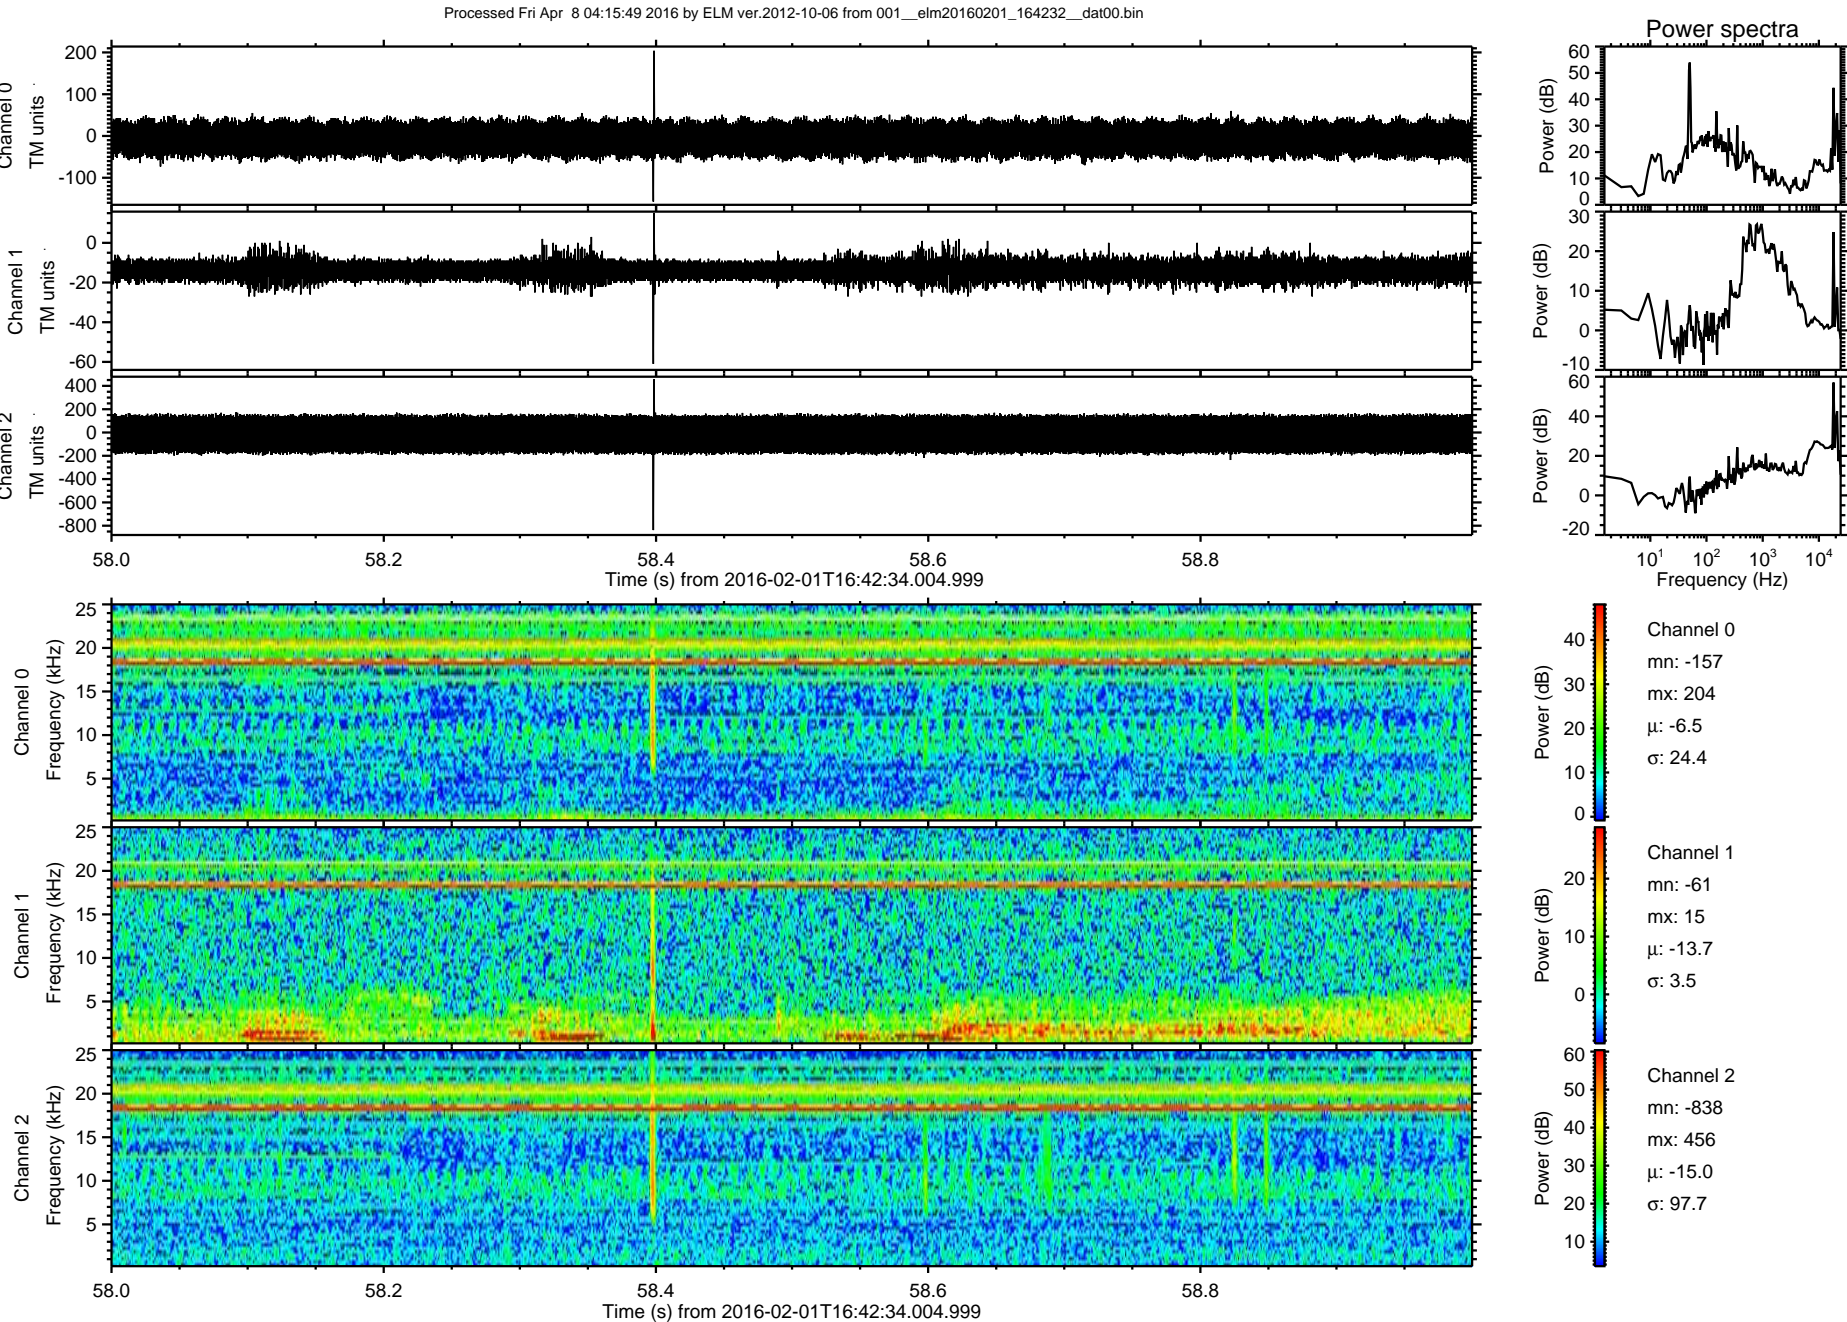 Processed Fri Apr 8 04:15:49 2016 by ELM ver.2012-10-06 from 001__elm20160201_164232__dat00.bin
Power spectra
Channel 0
TM units
200
100
0
-100
Power (dB)
60
50
40
30
20
10
0
Channel 1
TM units
0
-20
-40
-60
Power (dB)
30
20
10
0
-10
Channel 2
TM units
400
200
0
-200
-400
-600
-800
Power (dB)
60
40
20
0
-20
58.0 58.2 58.4 58.6 58.8
Time (s) from 2016-02-01T16:42:34.004.999
10¹ 10² 10³ 10⁴
Frequency (Hz)
Channel 0
Frequency (kHz)
25
20
15
10
5
Power (dB)
40
30
20
10
0
Channel 0
mn: -157
mx: 204
μ: -6.5
σ: 24.4
Channel 1
Frequency (kHz)
25
20
15
10
5
Power (dB)
20
10
0
Channel 1
mn: -61
mx: 15
μ: -13.7
σ: 3.5
Channel 2
Frequency (kHz)
25
20
15
10
5
Power (dB)
60
50
40
30
20
10
Channel 2
mn: -838
mx: 456
μ: -15.0
σ: 97.7
58.0 58.2 58.4 58.6 58.8
Time (s) from 2016-02-01T16:42:34.004.999